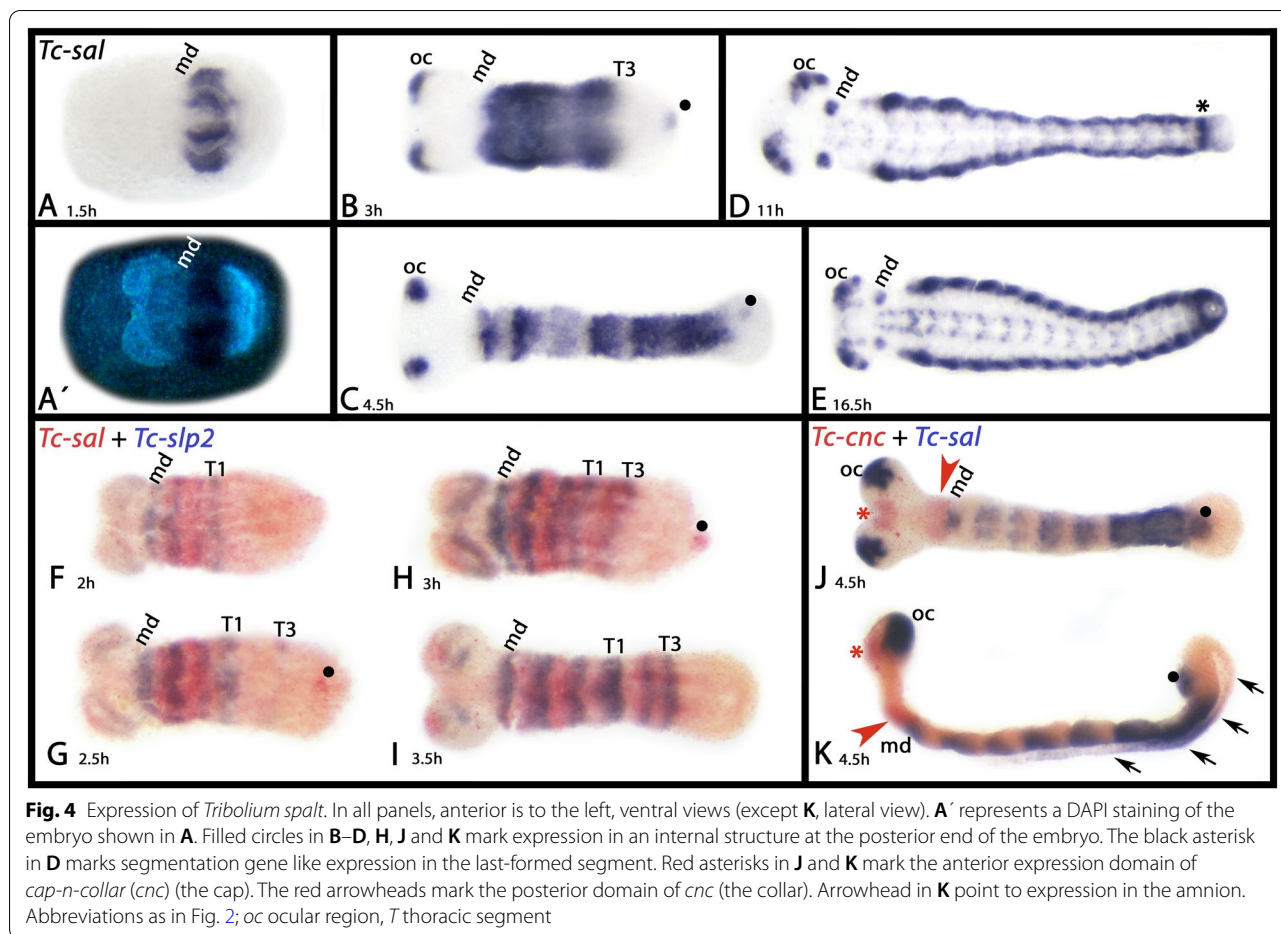 Tc-sal
md
A 1.5h
oc
md
T3
B 3h
oc
md
*
D 11h
md
A´
oc
md
C 4.5h
oc
md
E 16.5h
Tc-sal + Tc-slp2
md
T1
F 2h
md
T1
T3
H 3h
md
T1
T3
G 2.5h
md
T1
T3
I 3.5h
Tc-cnc + Tc-sal
oc
md
*
J 4.5h
oc
*
md
K 4.5h
Fig. 4 Expression of Tribolium spalt. In all panels, anterior is to the left, ventral views (except K, lateral view). A´ represents a DAPI staining of the
embryo shown in A. Filled circles in B–D, H, J and K mark expression in an internal structure at the posterior end of the embryo. The black asterisk
in D marks segmentation gene like expression in the last-formed segment. Red asterisks in J and K mark the anterior expression domain of
cap-n-collar (cnc) (the cap). The red arrowheads mark the posterior domain of cnc (the collar). Arrowhead in K point to expression in the amnion.
Abbreviations as in Fig. 2; oc ocular region, T thoracic segment